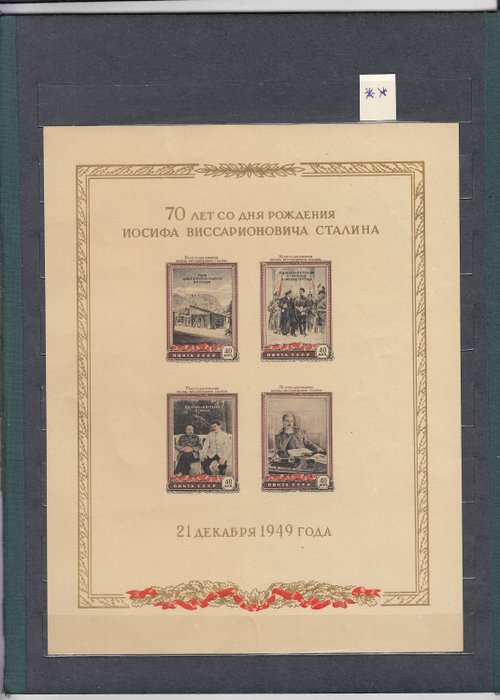 **
70 ЛЕТ СО ДНЯ РОЖДЕНИЯ
ИОСИФА ВИССАРИОНОВИЧА СТАЛИНА
ПОЧТА СССР 40
ПОЧТА СССР 40
ПОЧТА СССР 40
ПОЧТА СССР 40
21 ДЕКАБРЯ 1949 ГОДА